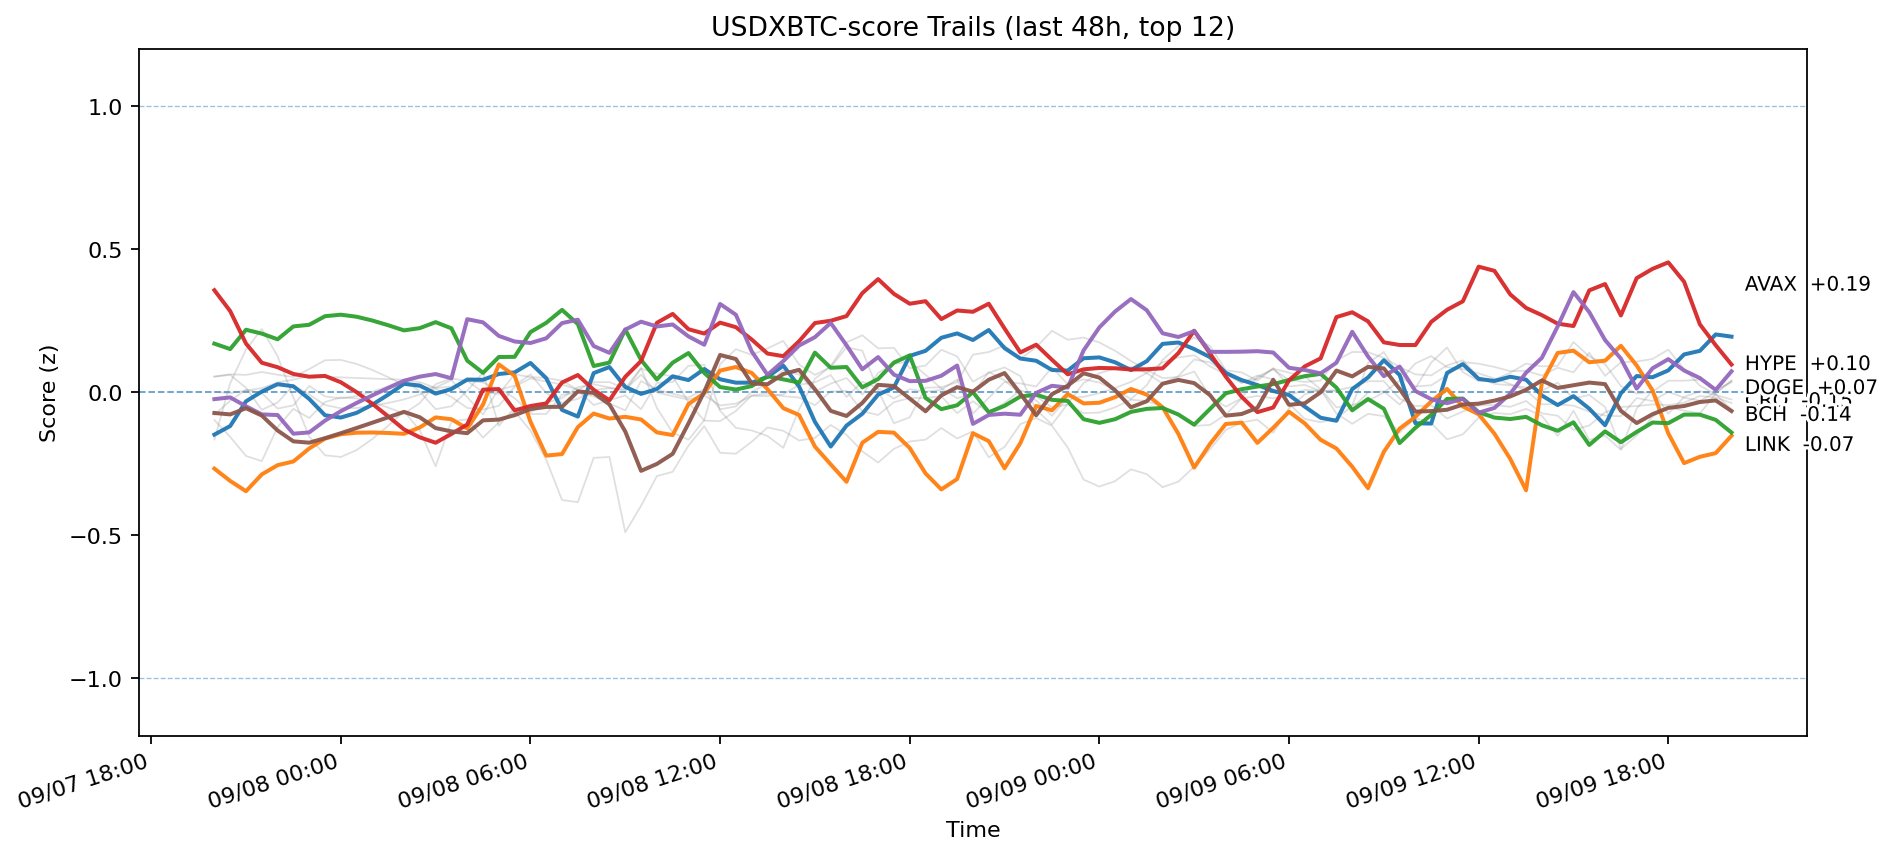 USDXBTC-score Trails (last 48h, top 12)
Score (z)
1.0
0.5
0.0
−0.5
−1.0
AVAX +0.19
HYPE +0.10
DOGE +0.07
BCH -0.14
LINK -0.07
09/07 18:00
09/08 00:00
09/08 06:00
09/08 12:00
09/08 18:00
09/09 00:00
09/09 06:00
09/09 12:00
09/09 18:00
Time